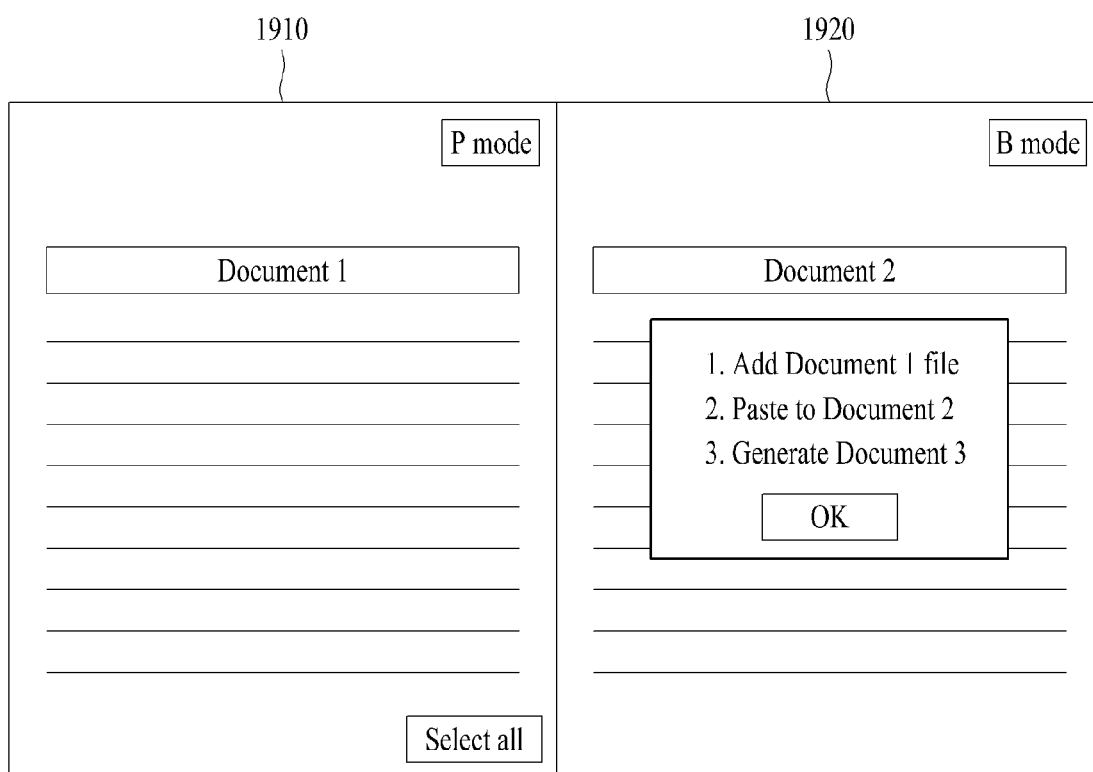 1910
1920
P mode
B mode
Document 1
Document 2
1. Add Document 1 file
2. Paste to Document 2
3. Generate Document 3
OK
Select all